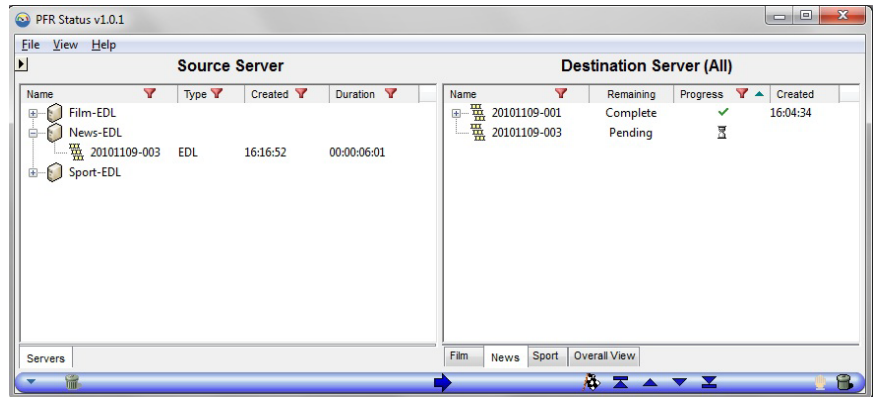 PFR Status v1.0.1
File View Help
Source Server
Destination Server (All)
Name Type Created Duration
Film-EDL
News-EDL
20101109-003 EDL 16:16:52 00:00:06:01
Sport-EDL
Servers
Name Remaining Progress Created
20101109-001 Complete 16:04:34
20101109-003 Pending
Film News Sport Overall View